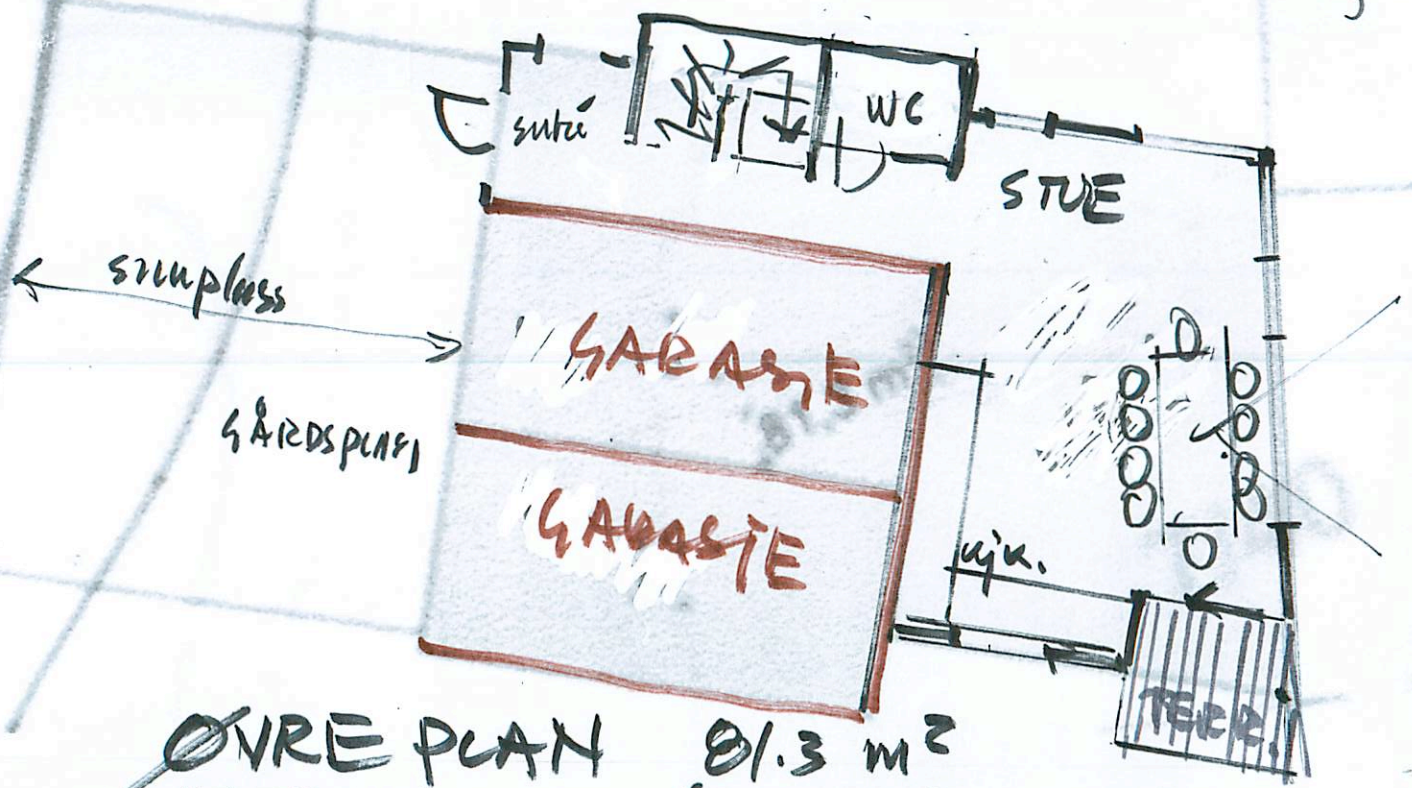 WC
entré
STUE
snuplass
GARASJE
GÅRDSPLASS
GARASJE
kjk.
TERR.
ØVRE PLAN 81.3 m²